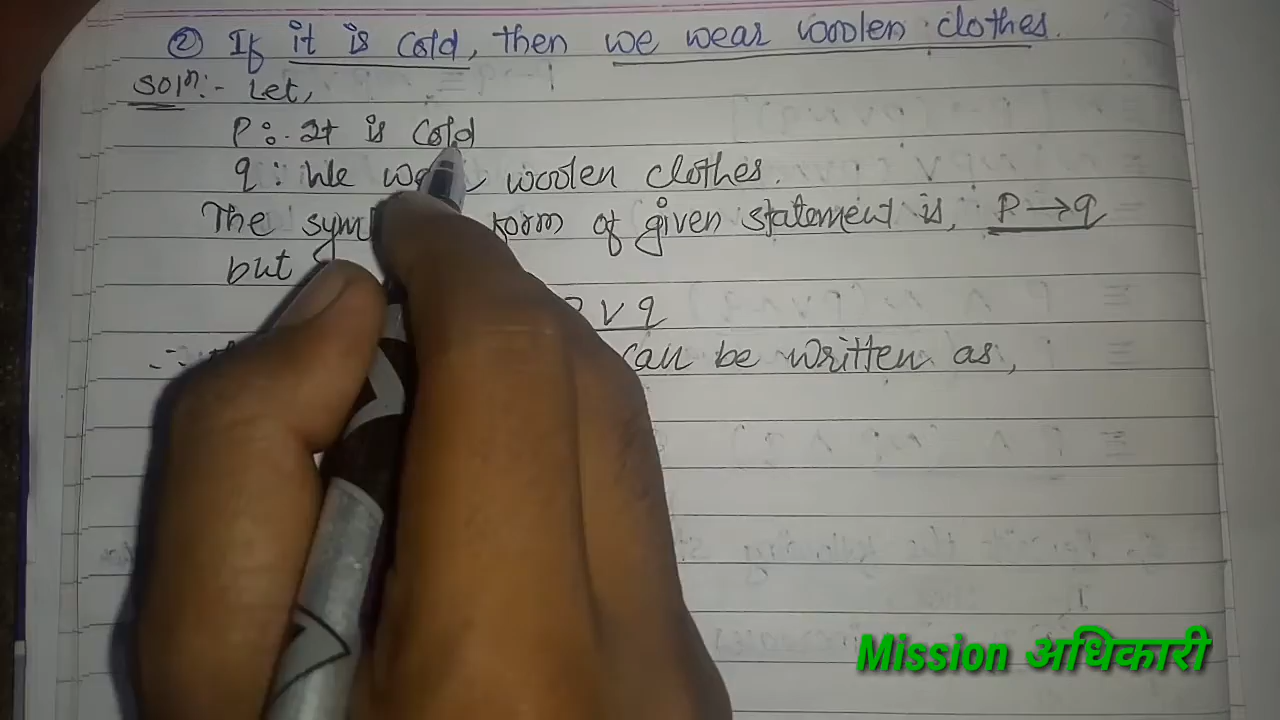 ② If it is cold, then we wear woolen clothes.
Solⁿ:- Let,
P : It is cold
q : We woolen clothes.
The form of given statement is, P → q
but
∨ q
∴ can be written as,
Mission अधिकारी